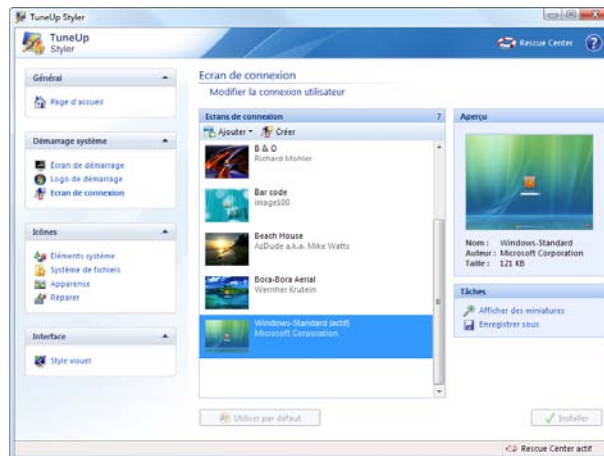 TuneUp Styler
TuneUp
Styler
Rescue Center
Général
Page d'accueil
Démarrage système
Ecran de démarrage
Logo de démarrage
Ecran de connexion
Icônes
Eléments système
Système de fichiers
Apparence
Réparer
Interface
Style visuel
Ecran de connexion
Modifier la connexion utilisateur
Ecrans de connexion 7
Ajouter Créer
B & O
Richard Mohler
Bar code
image100
Beach House
AzDude a.k.a. Mike Watts
Bora-Bora Aerial
Wernher Krutein
Windows-Standard (actif)
Microsoft Corporation
Utiliser par défaut
Aperçu
Nom : Windows-Standard
Auteur : Microsoft Corporation
Taille : 121 KB
Tâches
Afficher des miniatures
Enregistrer sous
Installer
Rescue Center actif